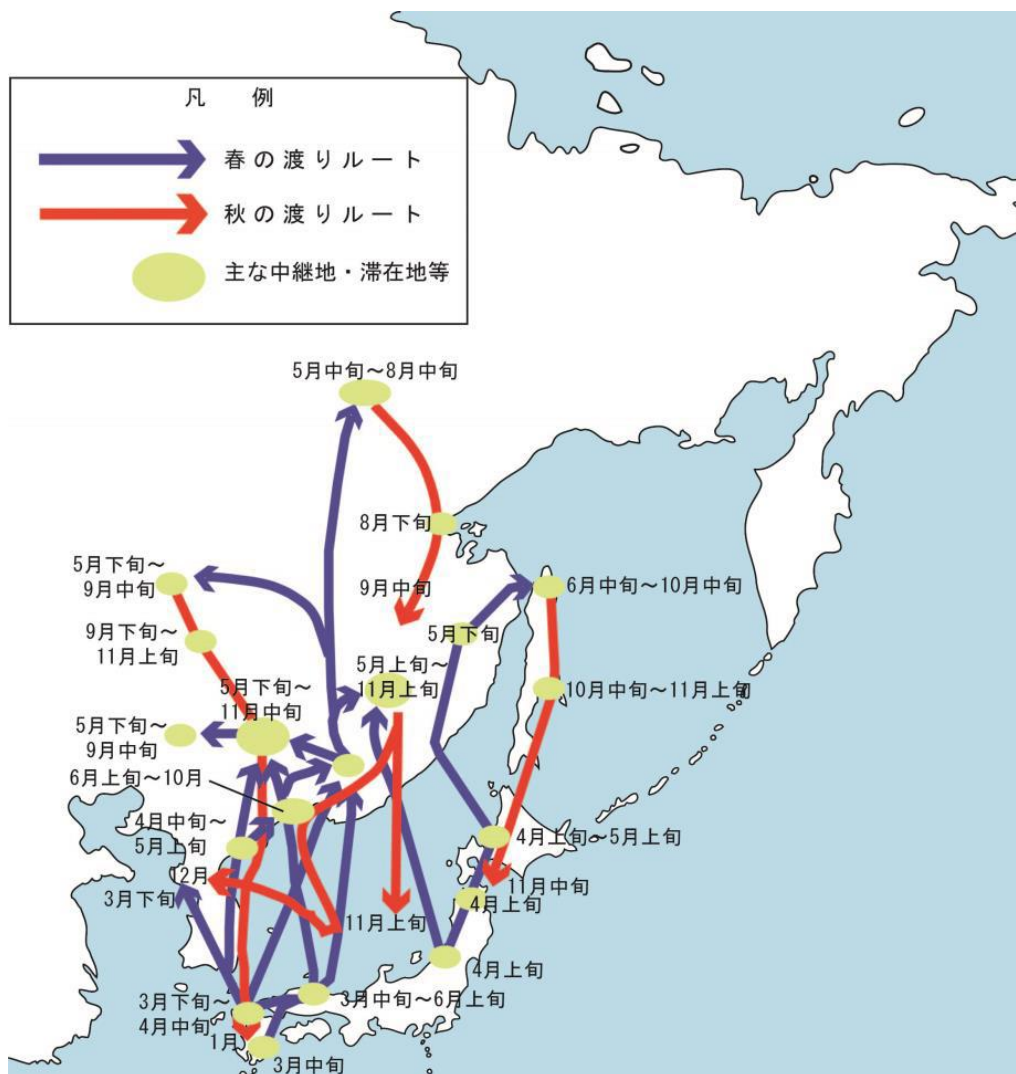 凡　例
春の渡りルート
秋の渡りルート
主な中継地・滞在地等
5月中旬～8月中旬
8月下旬
9月中旬
5月下旬～
9月中旬
6月中旬～10月中旬
9月下旬～
11月上旬
5月下旬
5月上旬～
11月上旬
5月下旬～
11月中旬
10月中旬～11月上旬
5月下旬～
9月中旬
6月上旬～10月
4月中旬～
5月上旬
4月上旬～5月上旬
12月
11月中旬
3月下旬
4月上旬
11月上旬
4月上旬
3月下旬～
4月中旬
3月中旬～6月上旬
1月
3月中旬